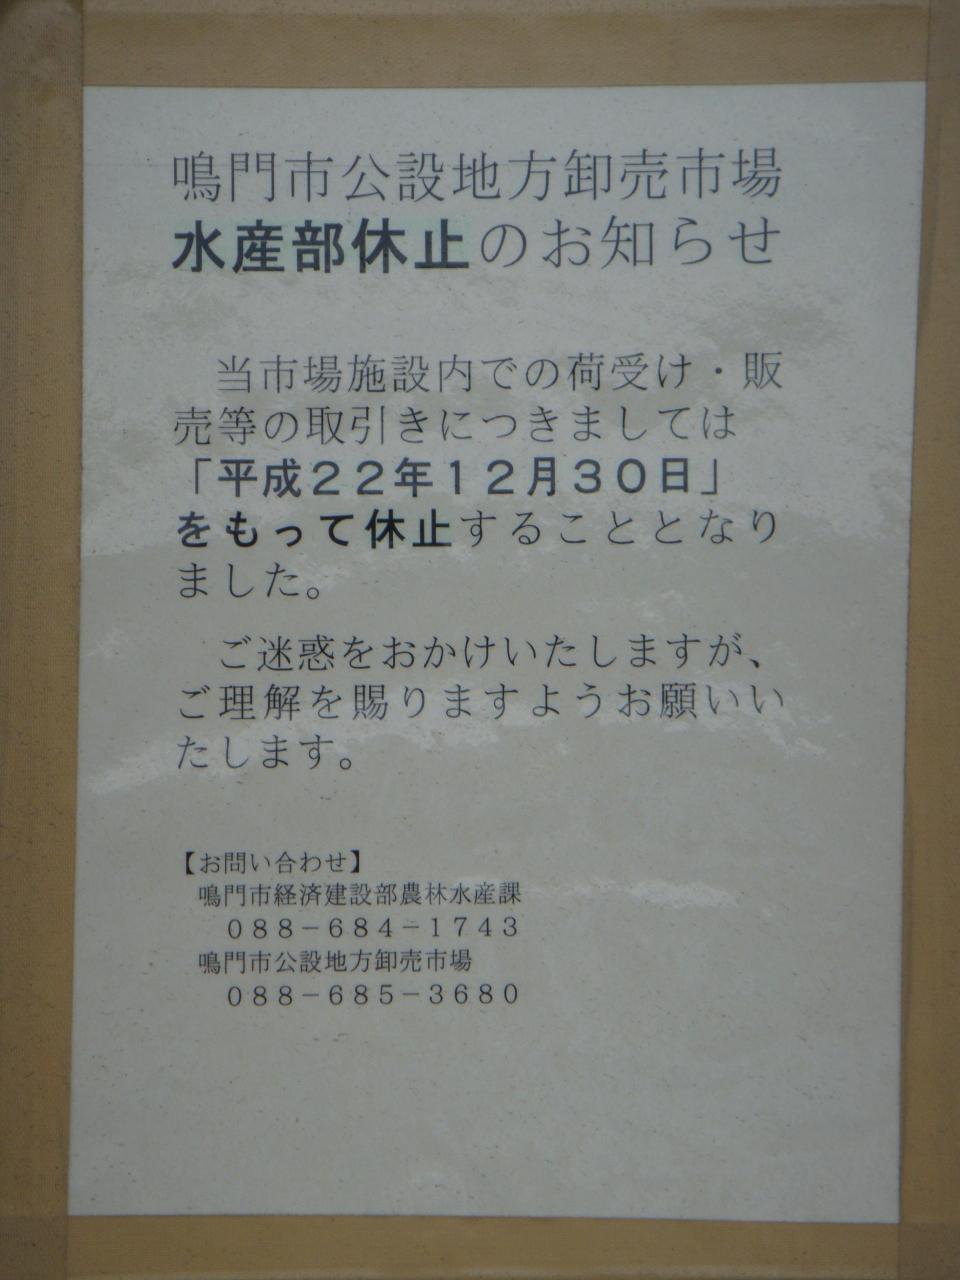 鳴門市公設地方卸売市場
水産部休止のお知らせ
当市場施設内での荷受け・販
売等の取引きにつきましては
「平成２２年１２月３０日」
をもって休止することとなり
ました。
ご迷惑をおかけいたしますが、
ご理解を賜りますようお願いい
たします。
【お問い合わせ】
鳴門市経済建設部農林水産課
０８８－６８４－１７４３
鳴門市公設地方卸売市場
０８８－６８５－３６８０